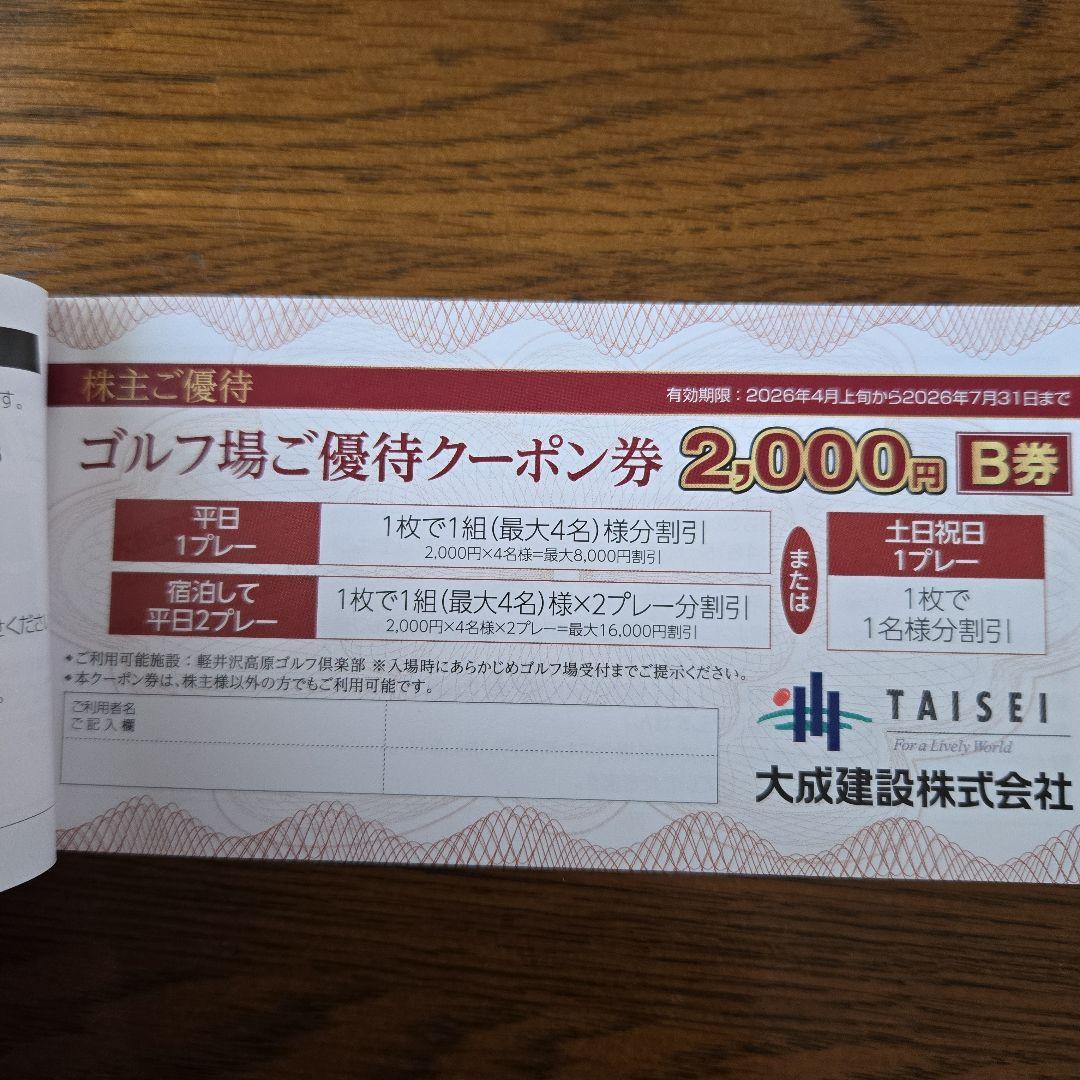 株主ご優待
有効期限：2026年4月上旬から2026年7月31日まで
ゴルフ場ご優待クーポン券 2,000円 B券
平日
1プレー
1枚で1組（最大4名）様分割引
2,000円×4名様=最大8,000円割引
宿泊して
平日2プレー
1枚で1組（最大4名）様×2プレー分割引
2,000円×4名様×2プレー=最大16,000円割引
または
土日祝日
1プレー
1枚で
1名様分割引
◆ご利用可能施設：軽井沢高原ゴルフ倶楽部 ※入場時にあらかじめゴルフ場受付までご提示ください。
◆本クーポン券は、株主様以外の方でもご利用可能です。
ご利用者名
ご記入欄
TAISEI
For a Lively World
大成建設株式会社
す。
ください